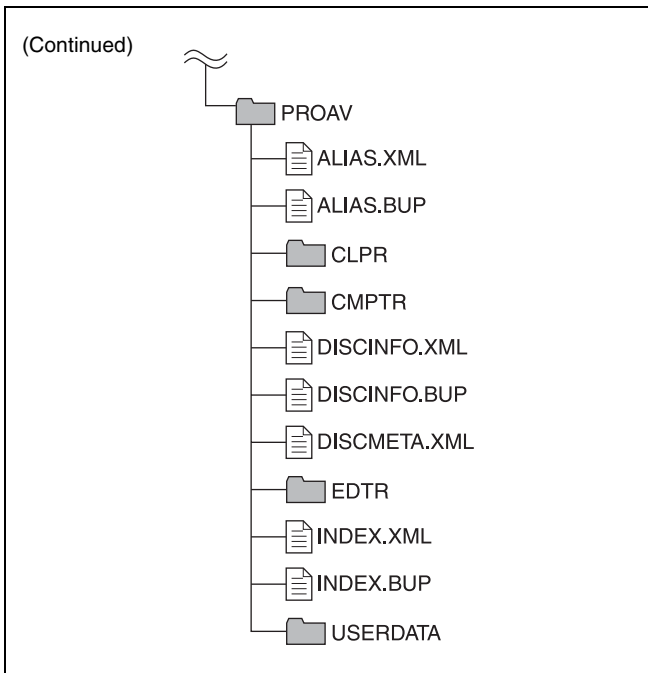 (Continued)
PROAV
ALIAS.XML
ALIAS.BUP
CLPR
CMPTR
DISCINFO.XML
DISCINFO.BUP
DISCMETA.XML
EDTR
INDEX.XML
INDEX.BUP
USERDATA